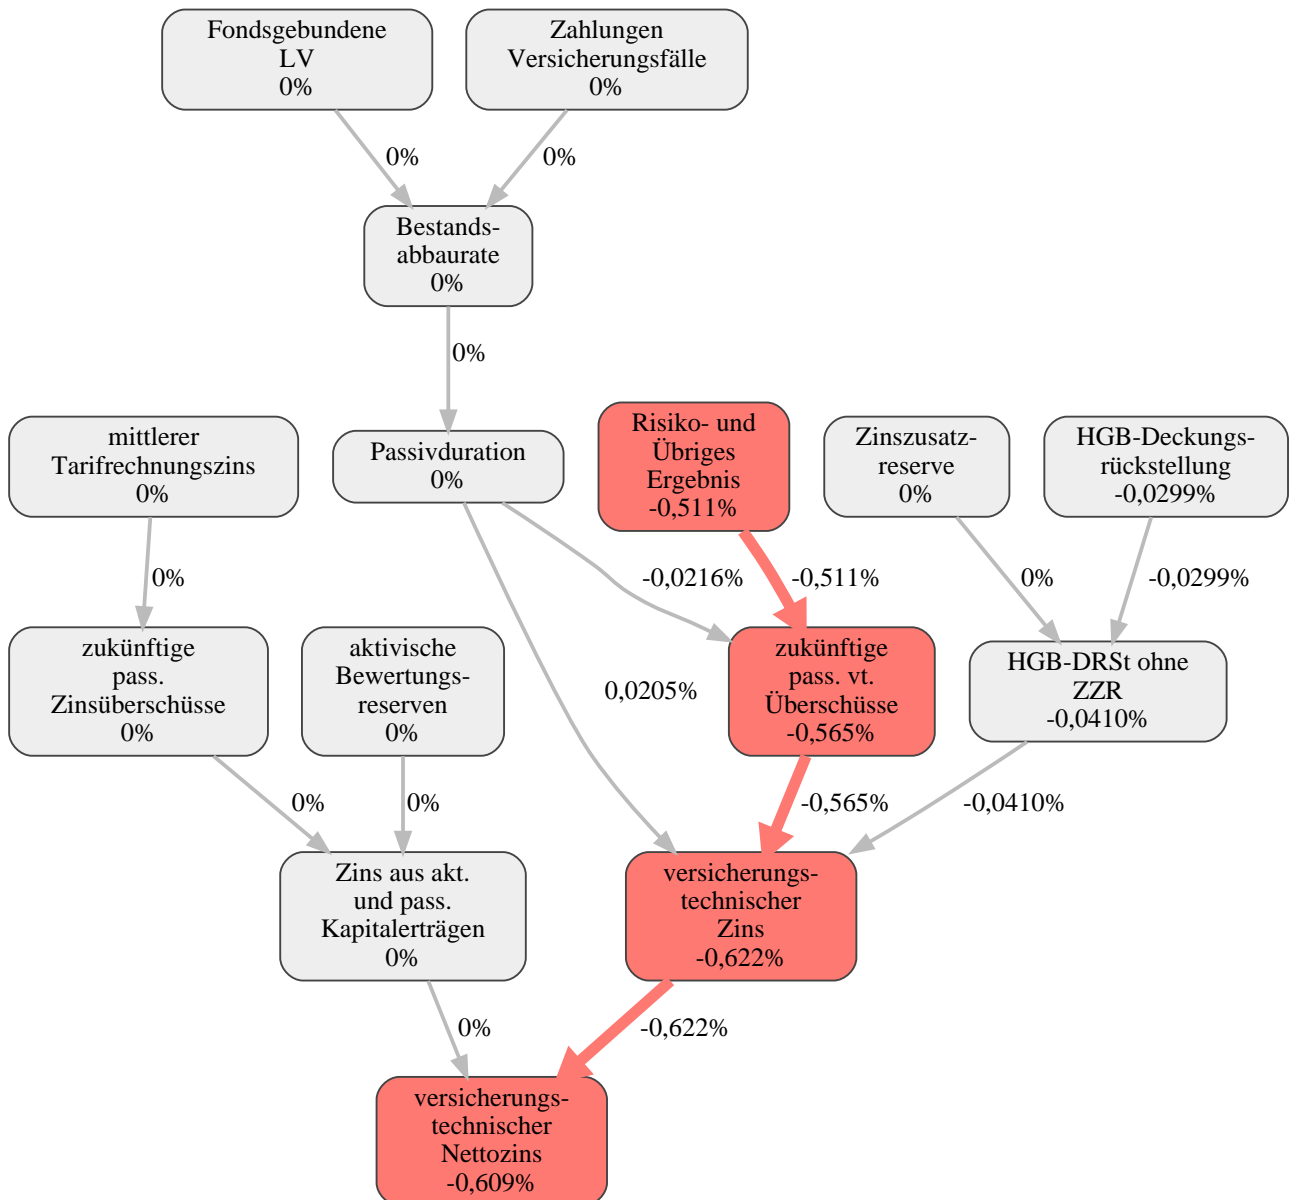 Fondsgebundene
LV
0%
Zahlungen
Versicherungsfälle
0%
0%
0%
Bestands-
abbaurate
0%
0%
mittlerer
Tarifrechnungszins
0%
Passivduration
0%
Risiko- und
Übriges
Ergebnis
-0,511%
Zinszusatz-
reserve
0%
HGB-Deckungs-
rückstellung
-0,0299%
0%
-0,0216%
-0,511%
0%
-0,0299%
zukünftige
pass.
Zinsüberschüsse
0%
aktivische
Bewertungs-
reserven
0%
0,0205%
zukünftige
pass. vt.
Überschüsse
-0,565%
HGB-DRSt ohne
ZZR
-0,0410%
0%
0%
-0,565%
-0,0410%
Zins aus akt.
und pass.
Kapitalerträgen
0%
versicherungs-
technischer
Zins
-0,622%
0%
-0,622%
versicherungs-
technischer
Nettozins
-0,609%